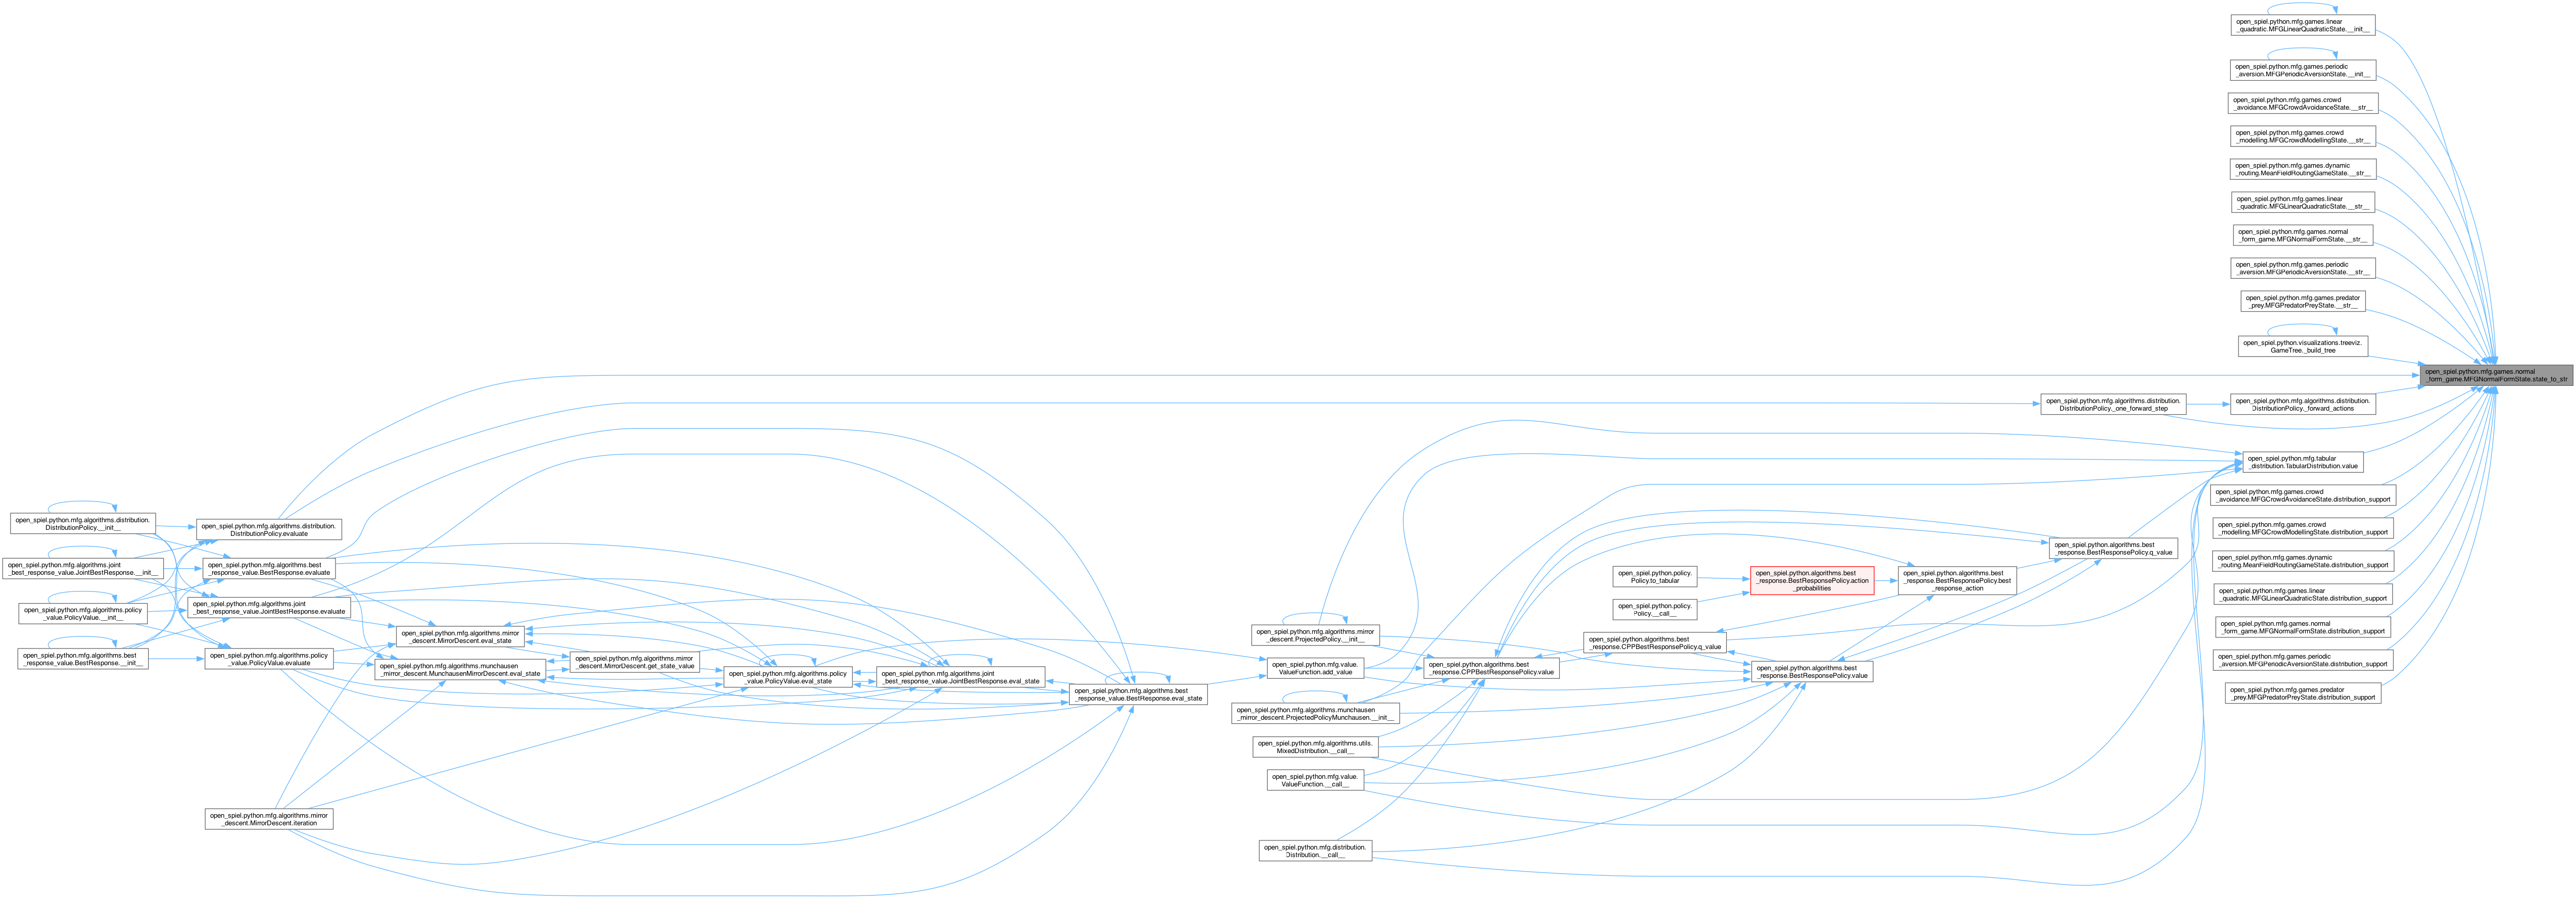 open_spiel.python.mfg.games.linear
_quadratic.MFGLinearQuadraticState.__init__
open_spiel.python.mfg.games.periodic
_aversion.MFGPeriodicAversionState.__init__
open_spiel.python.mfg.games.crowd
_avoidance.MFGCrowdAvoidanceState.__str__
open_spiel.python.mfg.games.crowd
_modelling.MFGCrowdModellingState.__str__
open_spiel.python.mfg.games.dynamic
_routing.MeanFieldRoutingGameState.__str__
open_spiel.python.mfg.games.linear
_quadratic.MFGLinearQuadraticState.__str__
open_spiel.python.mfg.games.normal
_form_game.MFGNormalFormState.__str__
open_spiel.python.mfg.games.periodic
_aversion.MFGPeriodicAversionState.__str__
open_spiel.python.mfg.games.predator
_prey.MFGPredatorPreyState.__str__
open_spiel.python.visualizations.treeviz.
GameTree._build_tree
open_spiel.python.mfg.games.normal
_form_game.MFGNormalFormState.state_to_str
open_spiel.python.mfg.algorithms.distribution.
DistributionPolicy._one_forward_step
open_spiel.python.mfg.algorithms.distribution.
DistributionPolicy._forward_actions
open_spiel.python.mfg.tabular
_distribution.TabularDistribution.value
open_spiel.python.mfg.games.crowd
_avoidance.MFGCrowdAvoidanceState.distribution_support
open_spiel.python.mfg.games.crowd
_modelling.MFGCrowdModellingState.distribution_support
open_spiel.python.mfg.games.dynamic
_routing.MeanFieldRoutingGameState.distribution_support
open_spiel.python.mfg.games.linear
_quadratic.MFGLinearQuadraticState.distribution_support
open_spiel.python.mfg.games.normal
_form_game.MFGNormalFormState.distribution_support
open_spiel.python.mfg.games.periodic
_aversion.MFGPeriodicAversionState.distribution_support
open_spiel.python.mfg.games.predator
_prey.MFGPredatorPreyState.distribution_support
open_spiel.python.algorithms.best
_response.BestResponsePolicy.q_value
open_spiel.python.algorithms.best
_response.BestResponsePolicy.best
_response_action
open_spiel.python.algorithms.best
_response.BestResponsePolicy.action
_probabilities
open_spiel.python.policy.
Policy.to_tabular
open_spiel.python.policy.
Policy.__call__
open_spiel.python.algorithms.best
_response.CPPBestResponsePolicy.q_value
open_spiel.python.algorithms.best
_response.BestResponsePolicy.value
open_spiel.python.algorithms.best
_response.CPPBestResponsePolicy.value
open_spiel.python.mfg.algorithms.mirror
_descent.ProjectedPolicy.__init__
open_spiel.python.mfg.value.
ValueFunction.add_value
open_spiel.python.mfg.algorithms.munchausen
_mirror_descent.ProjectedPolicyMunchausen.__init__
open_spiel.python.mfg.algorithms.utils.
MixedDistribution.__call__
open_spiel.python.mfg.value.
ValueFunction.__call__
open_spiel.python.mfg.distribution.
Distribution.__call__
open_spiel.python.mfg.algorithms.best
_response_value.BestResponse.eval_state
open_spiel.python.mfg.algorithms.joint
_best_response_value.JointBestResponse.eval_state
open_spiel.python.mfg.algorithms.policy
_value.PolicyValue.eval_state
open_spiel.python.mfg.algorithms.mirror
_descent.MirrorDescent.get_state_value
open_spiel.python.mfg.algorithms.mirror
_descent.MirrorDescent.eval_state
open_spiel.python.mfg.algorithms.munchausen
_mirror_descent.MunchausenMirrorDescent.eval_state
open_spiel.python.mfg.algorithms.distribution.
DistributionPolicy.evaluate
open_spiel.python.mfg.algorithms.best
_response_value.BestResponse.evaluate
open_spiel.python.mfg.algorithms.joint
_best_response_value.JointBestResponse.evaluate
open_spiel.python.mfg.algorithms.policy
_value.PolicyValue.evaluate
open_spiel.python.mfg.algorithms.mirror
_descent.MirrorDescent.iteration
open_spiel.python.mfg.algorithms.distribution.
DistributionPolicy.__init__
open_spiel.python.mfg.algorithms.joint
_best_response_value.JointBestResponse.__init__
open_spiel.python.mfg.algorithms.policy
_value.PolicyValue.__init__
open_spiel.python.mfg.algorithms.best
_response_value.BestResponse.__init__